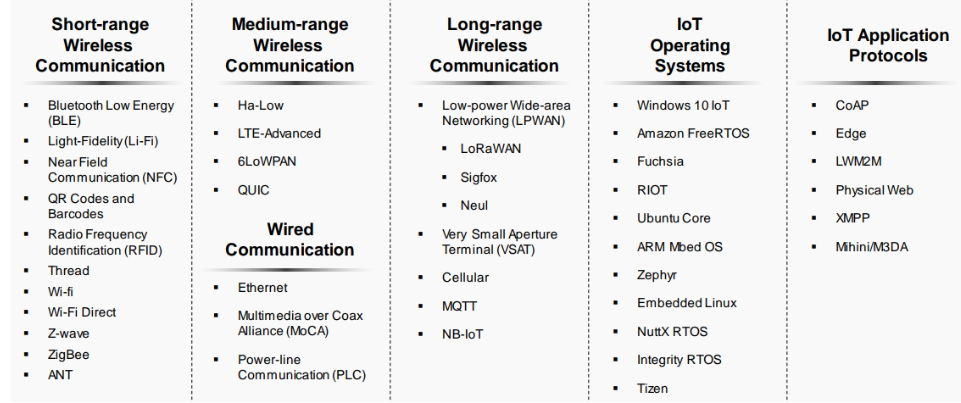 Short-range
Wireless
Communication
Bluetooth Low Energy
(BLE)
Light-Fidelity (Li-Fi)
Near Field
Communication (NFC)
QR Codes and
Barcodes
Radio Frequency
Identification (RFID)
Thread
Wi-fi
Wi-Fi Direct
Z-wave
ZigBee
ANT
Medium-range
Wireless
Communication
Ha-Low
LTE-Advanced
6LoWPAN
QUIC
Wired
Communication
Ethernet
Multimedia over Coax
Alliance (MoCA)
Power-line
Communication (PLC)
Long-range
Wireless
Communication
Low-power Wide-area
Networking (LPWAN)
LoRaWAN
Sigfox
Neul
Very Small Aperture
Terminal (VSAT)
Cellular
MQTT
NB-IoT
IoT
Operating
Systems
Windows 10 IoT
Amazon FreeRTOS
Fuchsia
RIOT
Ubuntu Core
ARM Mbed OS
Zephyr
Embedded Linux
NuttX RTOS
Integrity RTOS
Tizen
IoT Application
Protocols
CoAP
Edge
LWM2M
Physical Web
XMPP
Mihini/M3DA